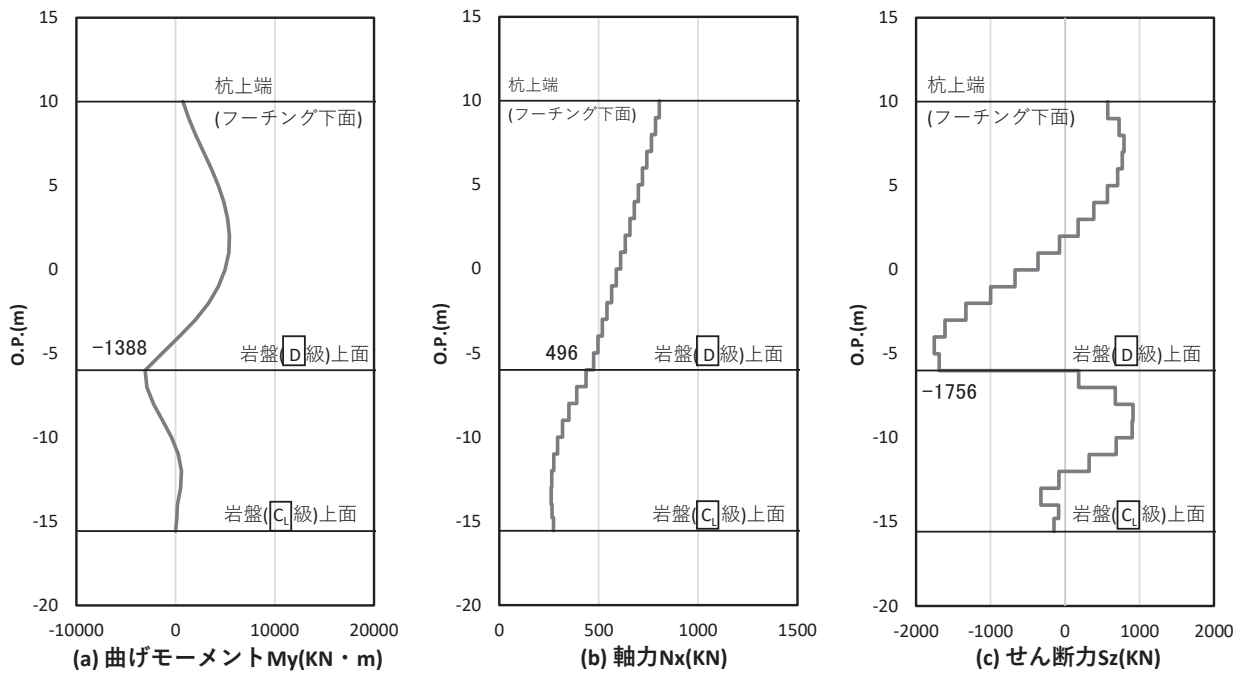 15
10
5
0
-5
-10
-15
-20
O.P.(m)
杭上端
(フーチング下面)
−1388
岩盤(D級)上面
岩盤(CL級)上面
-10000 0 10000 20000
(a) 曲げモーメントMy(KN・m)
15
10
5
0
-5
-10
-15
-20
O.P.(m)
杭上端
(フーチング下面)
496
岩盤(D級)上面
岩盤(CL級)上面
0 500 1000 1500
(b) 軸力Nx(KN)
15
10
5
0
-5
-10
-15
-20
O.P.(m)
杭上端
(フーチング下面)
岩盤(D級)上面
−1756
岩盤(CL級)上面
-2000 -1000 0 1000 2000
(c) せん断力Sz(KN)